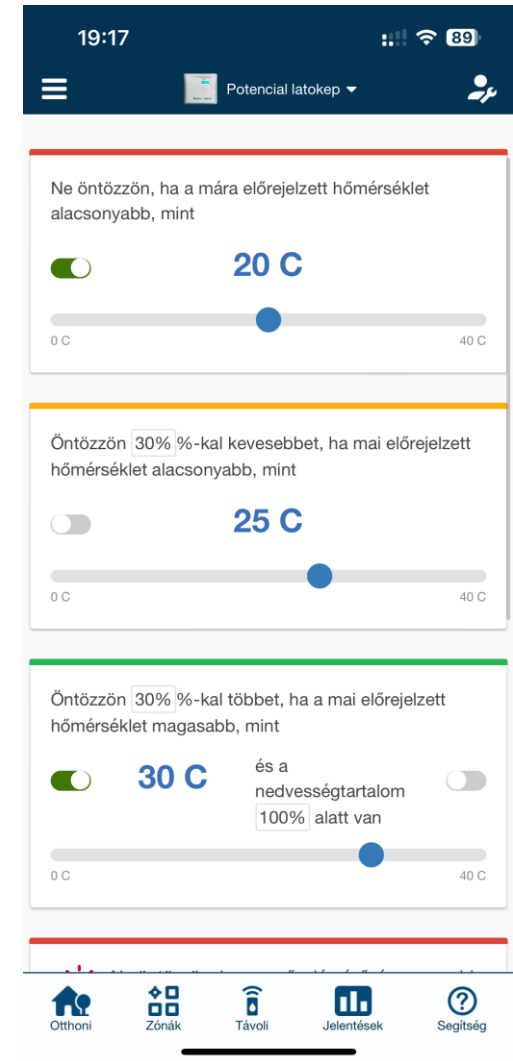 19:17
89
Potencial latokep
Ne öntözzön, ha a mára előrejelzett hőmérséklet
alacsonyabb, mint
20 C
0 C
40 C
Öntözzön 30% %-kal kevesebbet, ha mai előrejelzett
hőmérséklet alacsonyabb, mint
25 C
0 C
40 C
Öntözzön 30% %-kal többet, ha a mai előrejelzett
hőmérséklet magasabb, mint
30 C
és a
nedvességtartalom
100% alatt van
0 C
40 C
Otthoni
Zónák
Távoli
Jelentések
Segítség